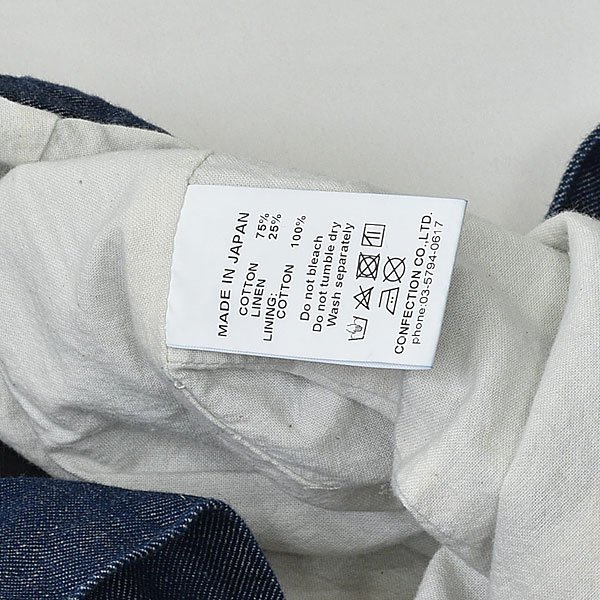 MADE IN JAPAN
COTTON 75%
LINEN 25%
LINING:
COTTON 100%
Do not bleach
Do not tumble dry
Wash separately
CONFECTION CO.,LTD.
phone:03-5794-0617